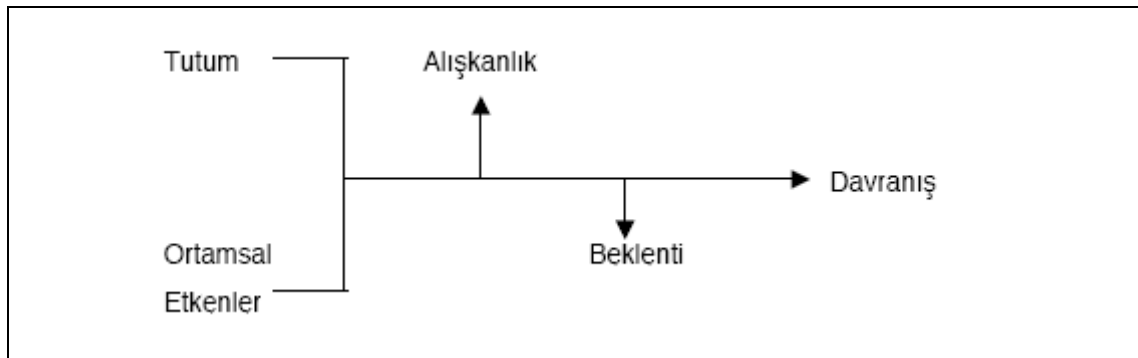 Tutum
Alışkanlık
Davranış
Ortamsal
Etkenler
Beklenti